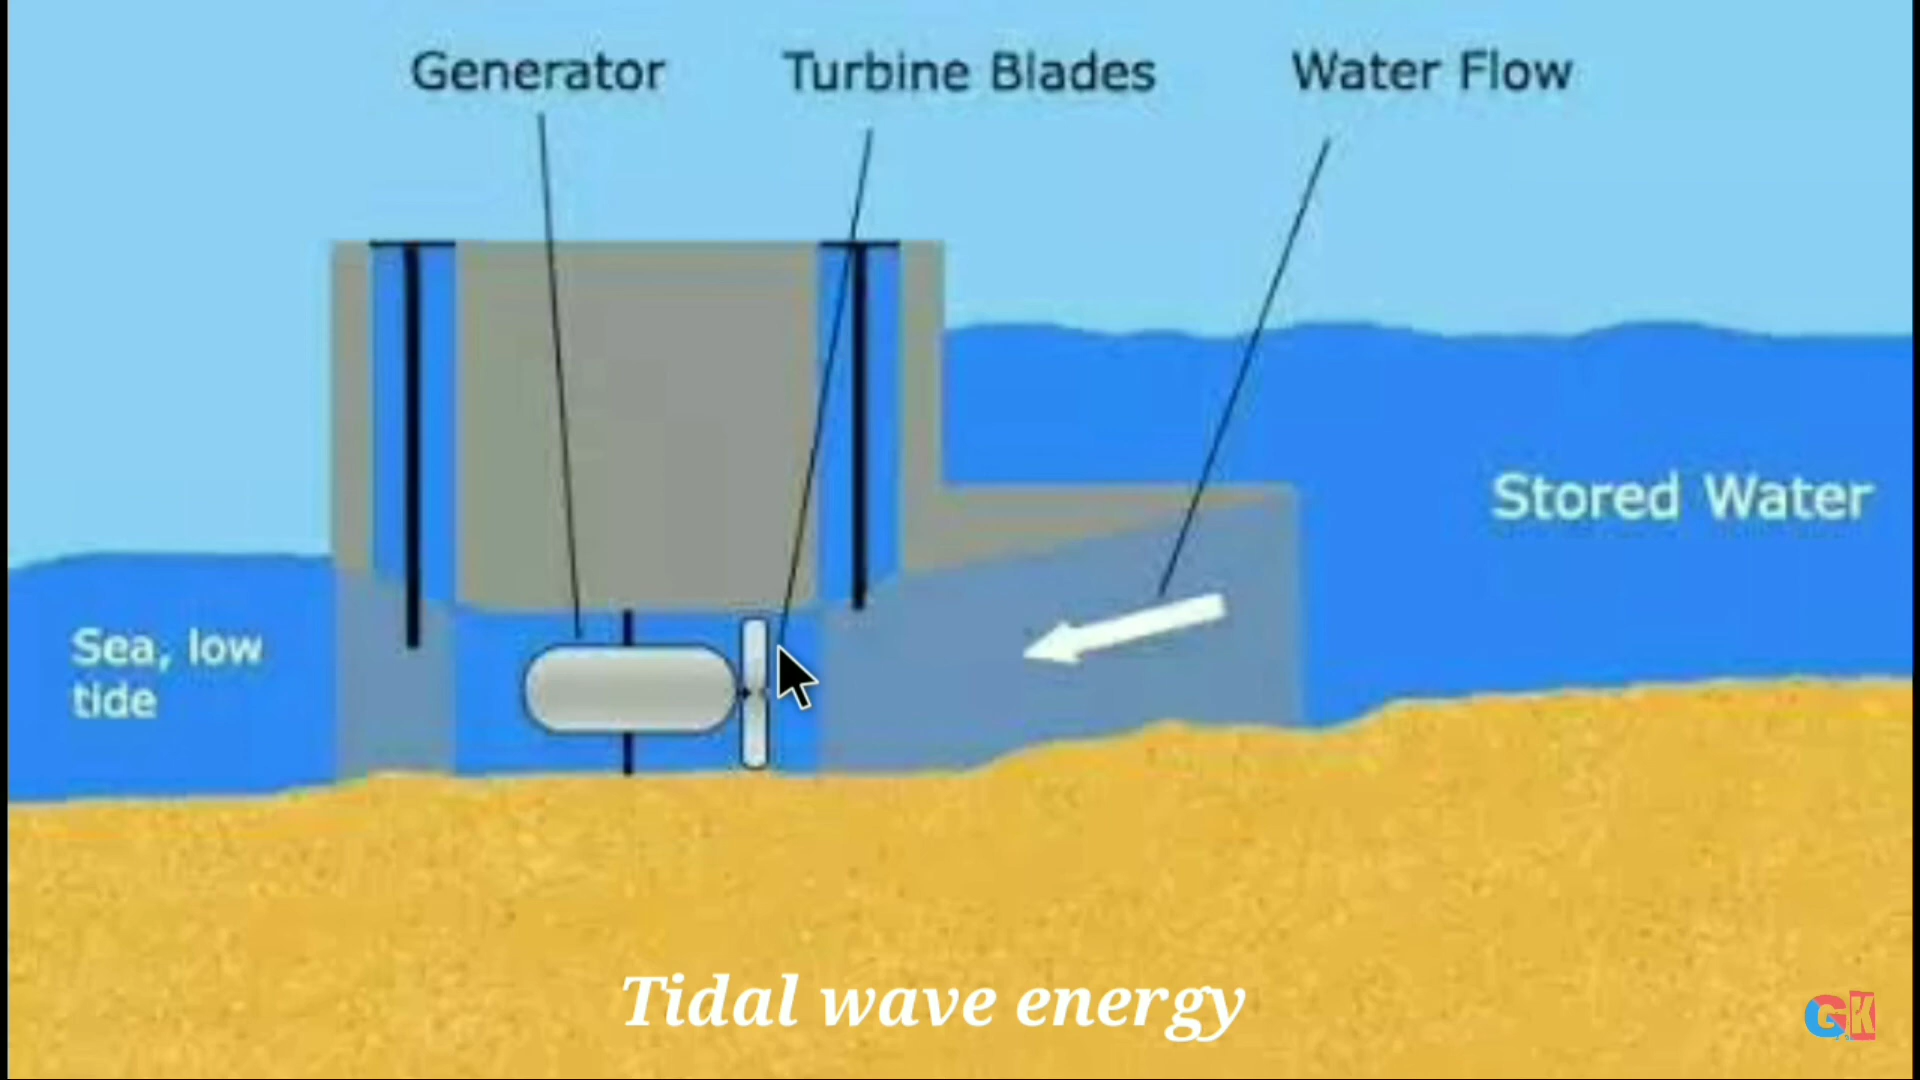 Generator
Turbine Blades
Water Flow
Stored Water
Sea, low
tide
Tidal wave energy
GK